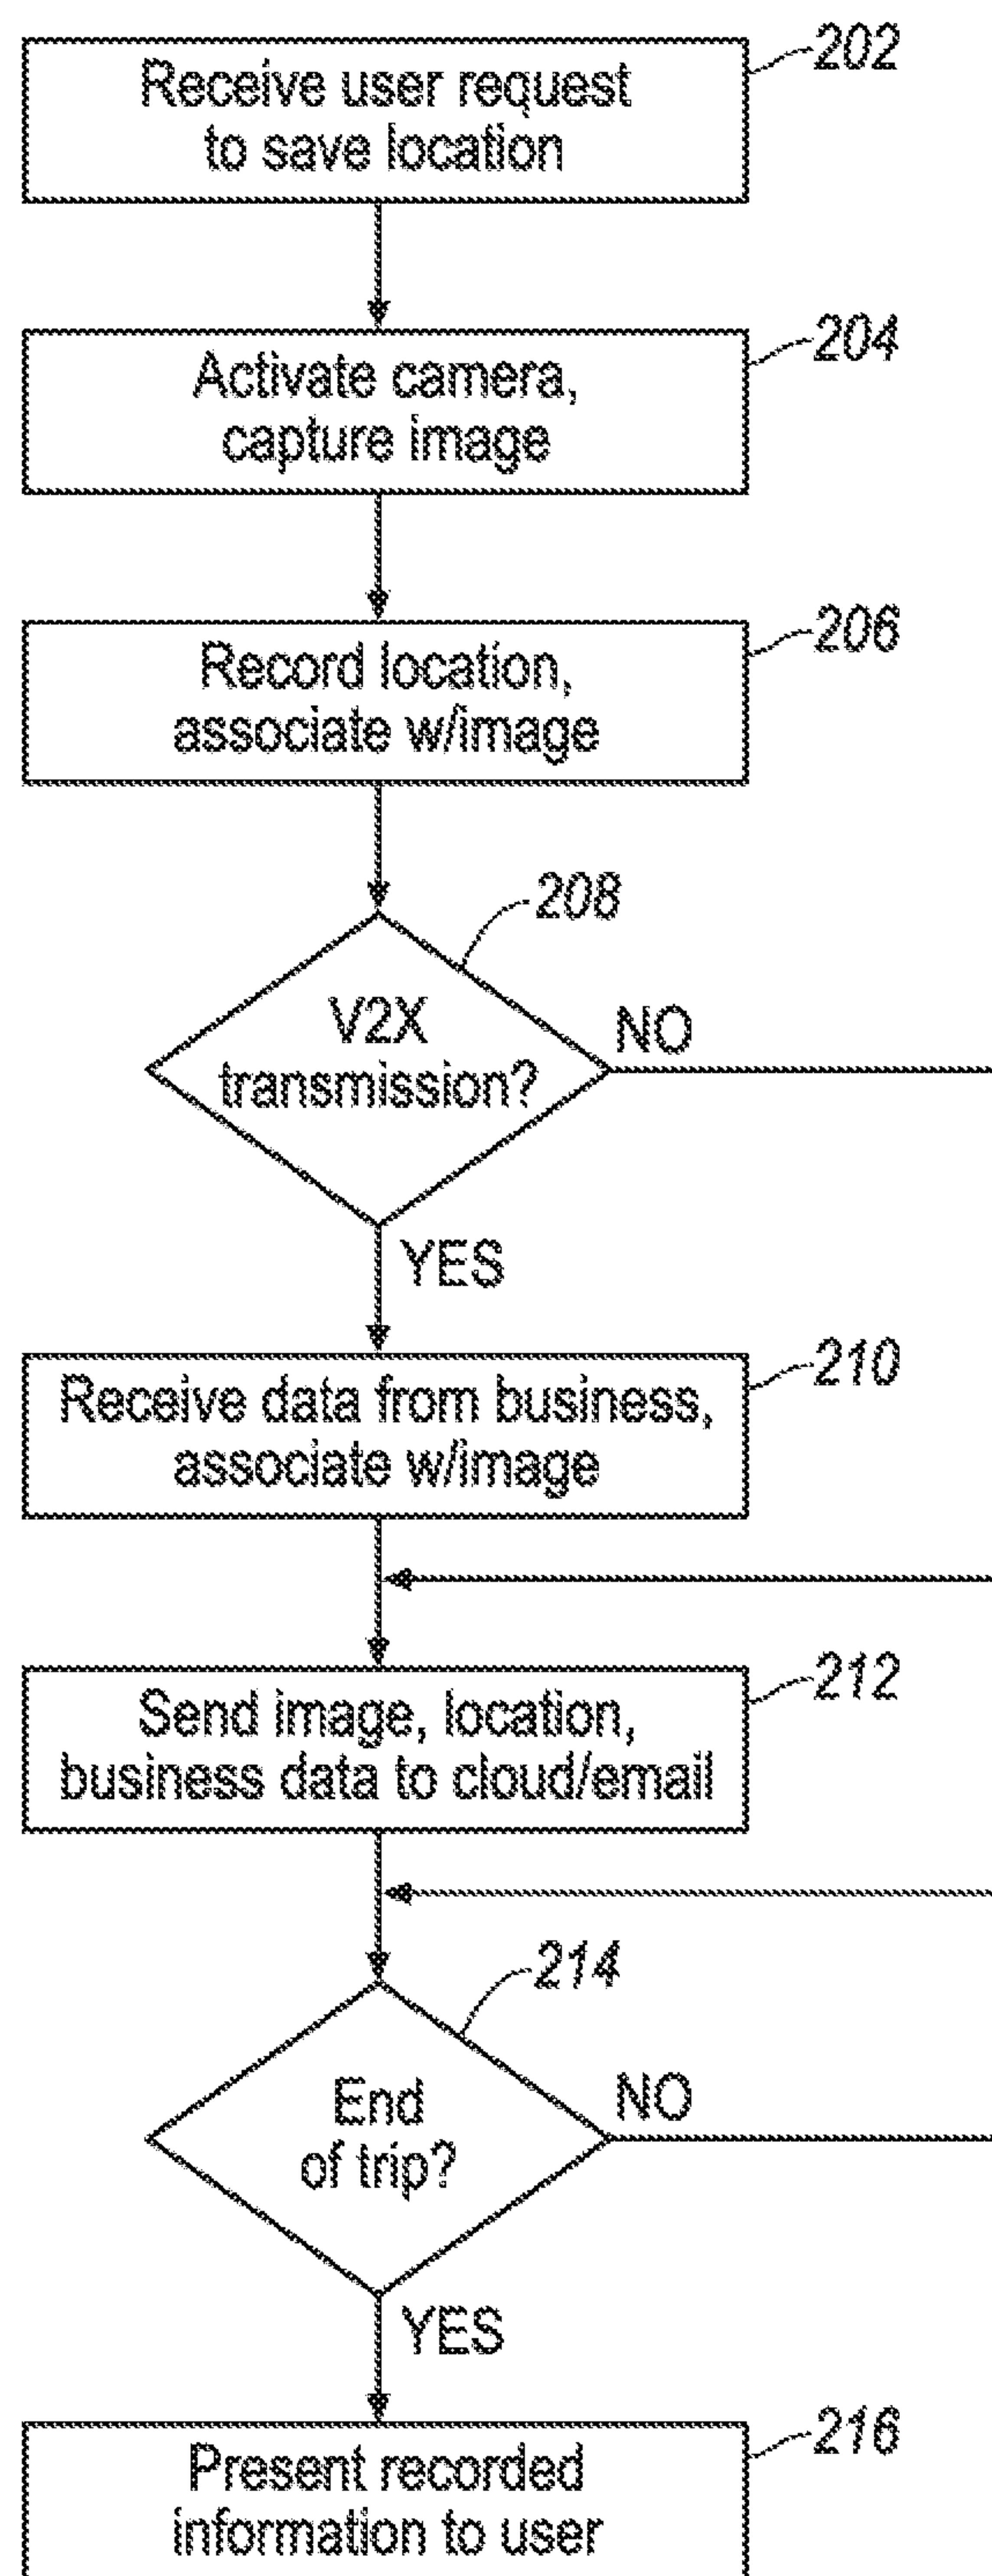 202
Receive user request
to save location
204
Activate camera,
capture image
206
Record location,
associate w/image
208
V2X
transmission?
NO
YES
210
Receive data from business,
associate w/image
212
Send image, location,
business data to cloud/email
214
End
of trip?
NO
YES
216
Present recorded
information to user